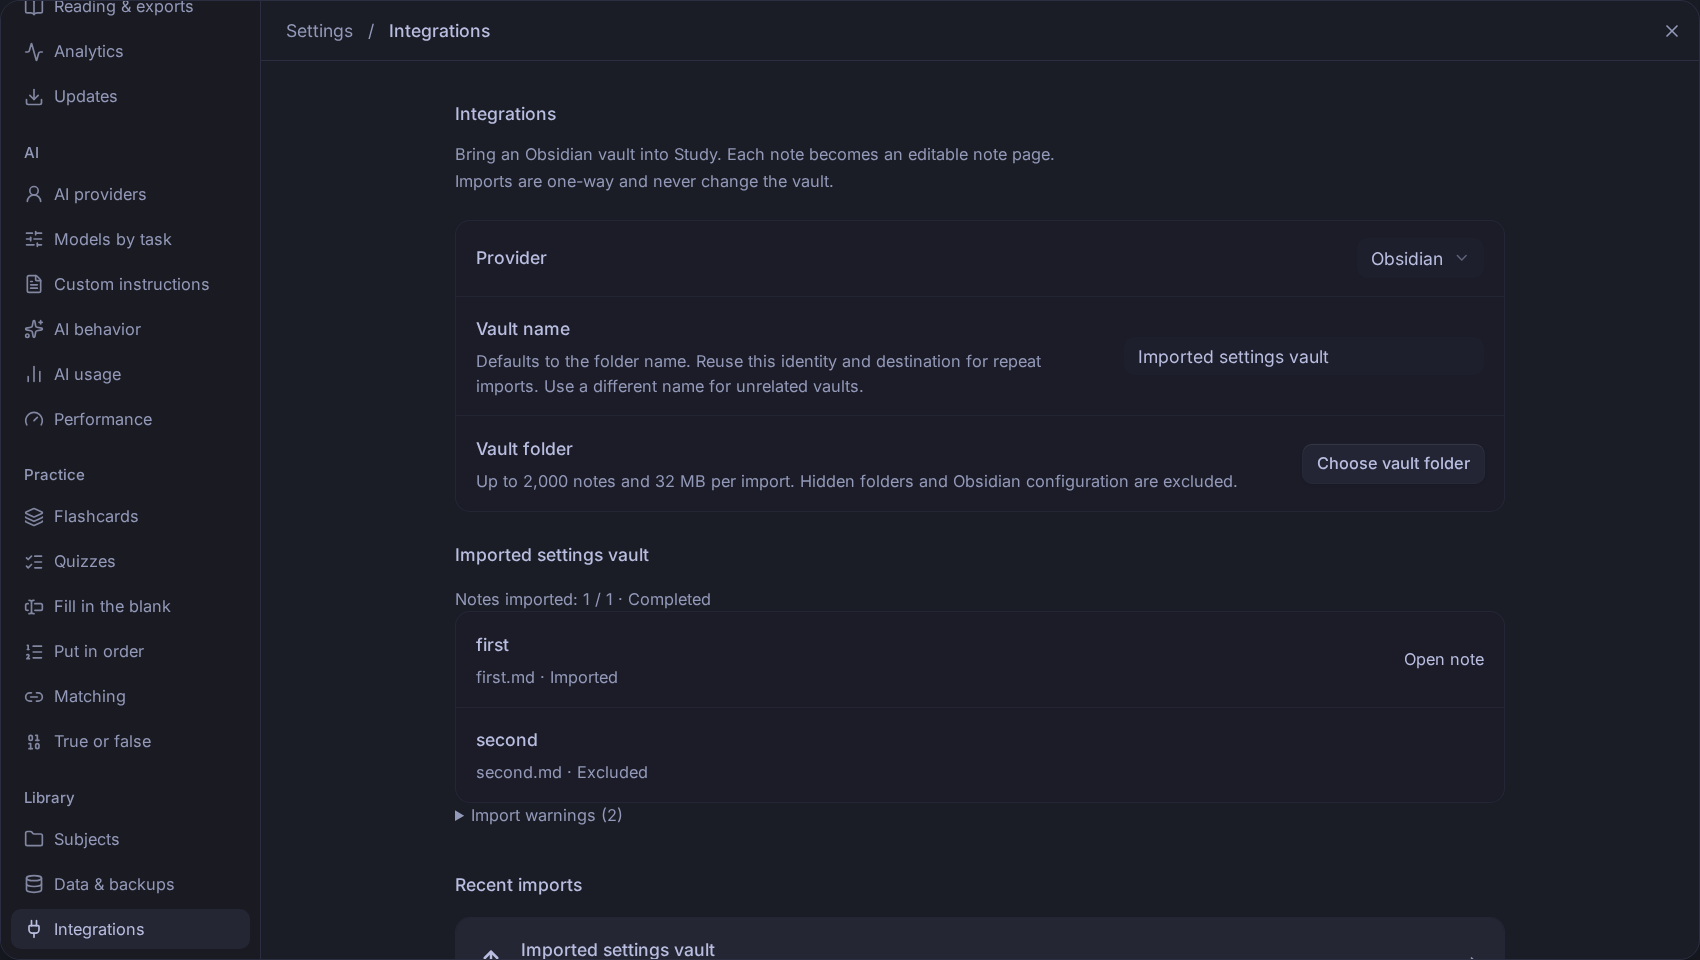 Reading & exports
Analytics
Updates
AI
AI providers
Models by task
Custom instructions
AI behavior
AI usage
Performance
Practice
Flashcards
Quizzes
Fill in the blank
Put in order
Matching
True or false
Library
Subjects
Data & backups
Integrations
Settings / Integrations
Integrations
Bring an Obsidian vault into Study. Each note becomes an editable note page.
Imports are one-way and never change the vault.
Provider
Obsidian
Vault name
Defaults to the folder name. Reuse this identity and destination for repeat
imports. Use a different name for unrelated vaults.
Imported settings vault
Vault folder
Up to 2,000 notes and 32 MB per import. Hidden folders and Obsidian configuration are excluded.
Choose vault folder
Imported settings vault
Notes imported: 1 / 1 · Completed
first
first.md · Imported
Open note
second
second.md · Excluded
Import warnings (2)
Recent imports
Imported settings vault